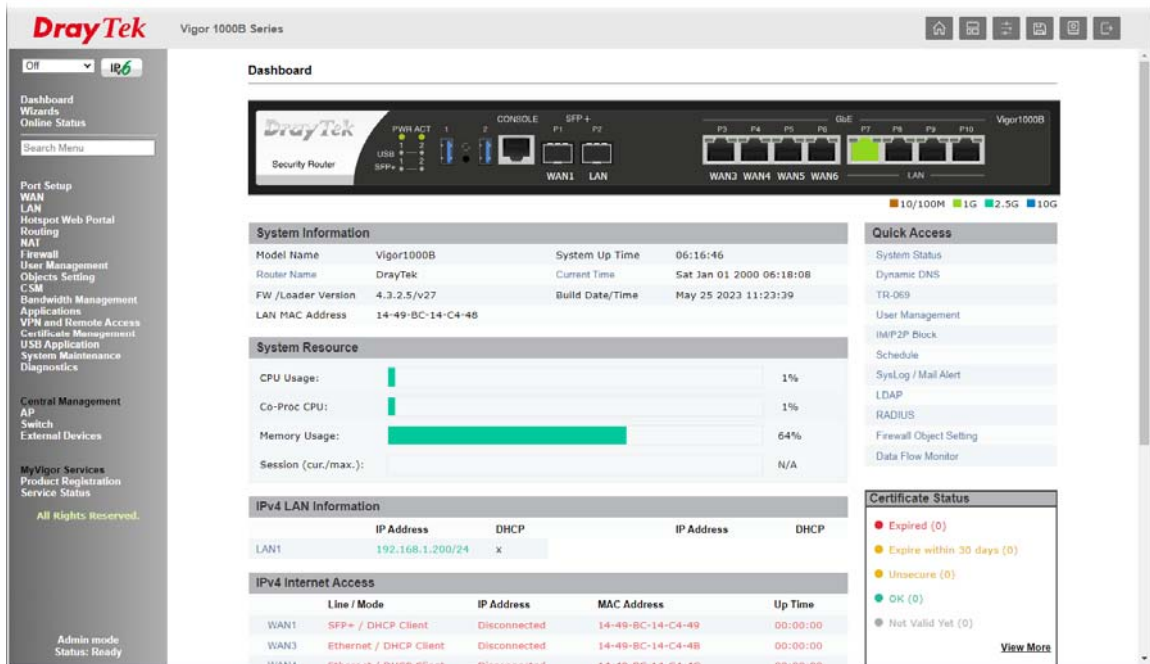 DrayTek
Vigor 1000B Series
Off
IPv6
Dashboard
Wizards
Online Status
Search Menu
Port Setup
WAN
LAN
Hotspot Web Portal
Routing
NAT
Firewall
User Management
Objects Setting
CSM
Bandwidth Management
Applications
VPN and Remote Access
Certificate Management
USB Application
System Maintenance
Diagnostics
Central Management
AP
Switch
External Devices
MyVigor Services
Product Registration
Service Status
All Rights Reserved.
Admin mode
Status: Ready
Dashboard
DrayTek
Security Router
PWR ACT 1 2 CONSOLE SFP+ GbE Vigor1000B
P1 P2 P3 P4 P5 P6 P7 P8 P9 P10
1 2
USB
SFP+ 1 2
WAN1 LAN WAN3 WAN4 WAN5 WAN6 LAN
10/100M 1G 2.5G 10G
System Information
Model Name Vigor1000B System Up Time 06:16:46
Router Name DrayTek Current Time Sat Jan 01 2000 06:18:08
FW /Loader Version 4.3.2.5/v27 Build Date/Time May 25 2023 11:23:39
LAN MAC Address 14-49-BC-14-C4-48
System Resource
CPU Usage: 1%
Co-Proc CPU: 1%
Memory Usage: 64%
Session (cur./max.): N/A
IPv4 LAN Information
IP Address DHCP IP Address DHCP
LAN1 192.168.1.200/24 x
IPv4 Internet Access
Line / Mode IP Address MAC Address Up Time
WAN1 SFP+ / DHCP Client Disconnected 14-49-BC-14-C4-49 00:00:00
WAN3 Ethernet / DHCP Client Disconnected 14-49-BC-14-C4-4B 00:00:00
Quick Access
System Status
Dynamic DNS
TR-069
User Management
IM/P2P Block
Schedule
SysLog / Mail Alert
LDAP
RADIUS
Firewall Object Setting
Data Flow Monitor
Certificate Status
Expired (0)
Expire within 30 days (0)
Unsecure (0)
OK (0)
Not Valid Yet (0)
View More